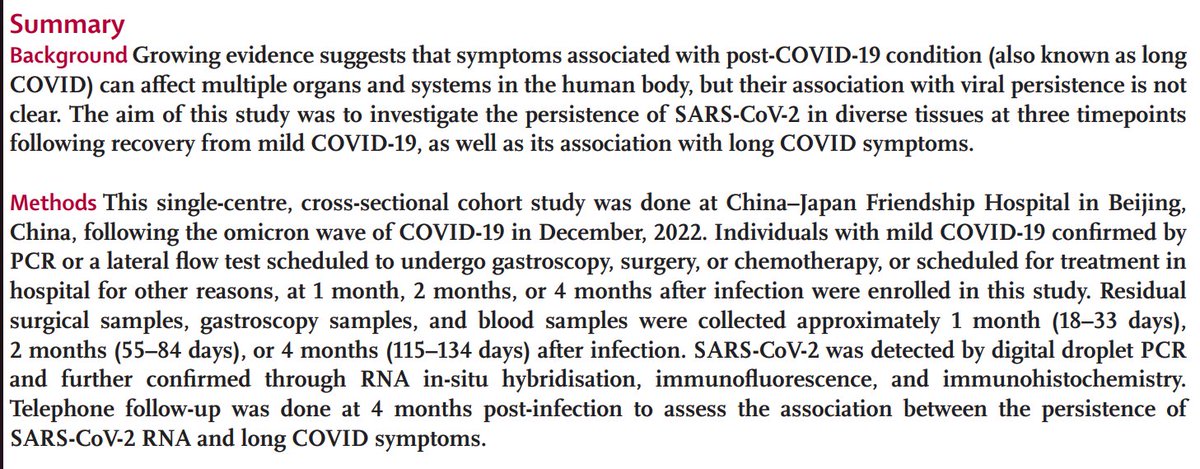 Summary
Background Growing evidence suggests that symptoms associated with post-COVID-19 condition (also known as long
COVID) can affect multiple organs and systems in the human body, but their association with viral persistence is not
clear. The aim of this study was to investigate the persistence of SARS-CoV-2 in diverse tissues at three timepoints
following recovery from mild COVID-19, as well as its association with long COVID symptoms.
Methods This single-centre, cross-sectional cohort study was done at China–Japan Friendship Hospital in Beijing,
China, following the omicron wave of COVID-19 in December, 2022. Individuals with mild COVID-19 confirmed by
PCR or a lateral flow test scheduled to undergo gastroscopy, surgery, or chemotherapy, or scheduled for treatment in
hospital for other reasons, at 1 month, 2 months, or 4 months after infection were enrolled in this study. Residual
surgical samples, gastroscopy samples, and blood samples were collected approximately 1 month (18–33 days),
2 months (55–84 days), or 4 months (115–134 days) after infection. SARS-CoV-2 was detected by digital droplet PCR
and further confirmed through RNA in-situ hybridisation, immunofluorescence, and immunohistochemistry.
Telephone follow-up was done at 4 months post-infection to assess the association between the persistence of
SARS-CoV-2 RNA and long COVID symptoms.